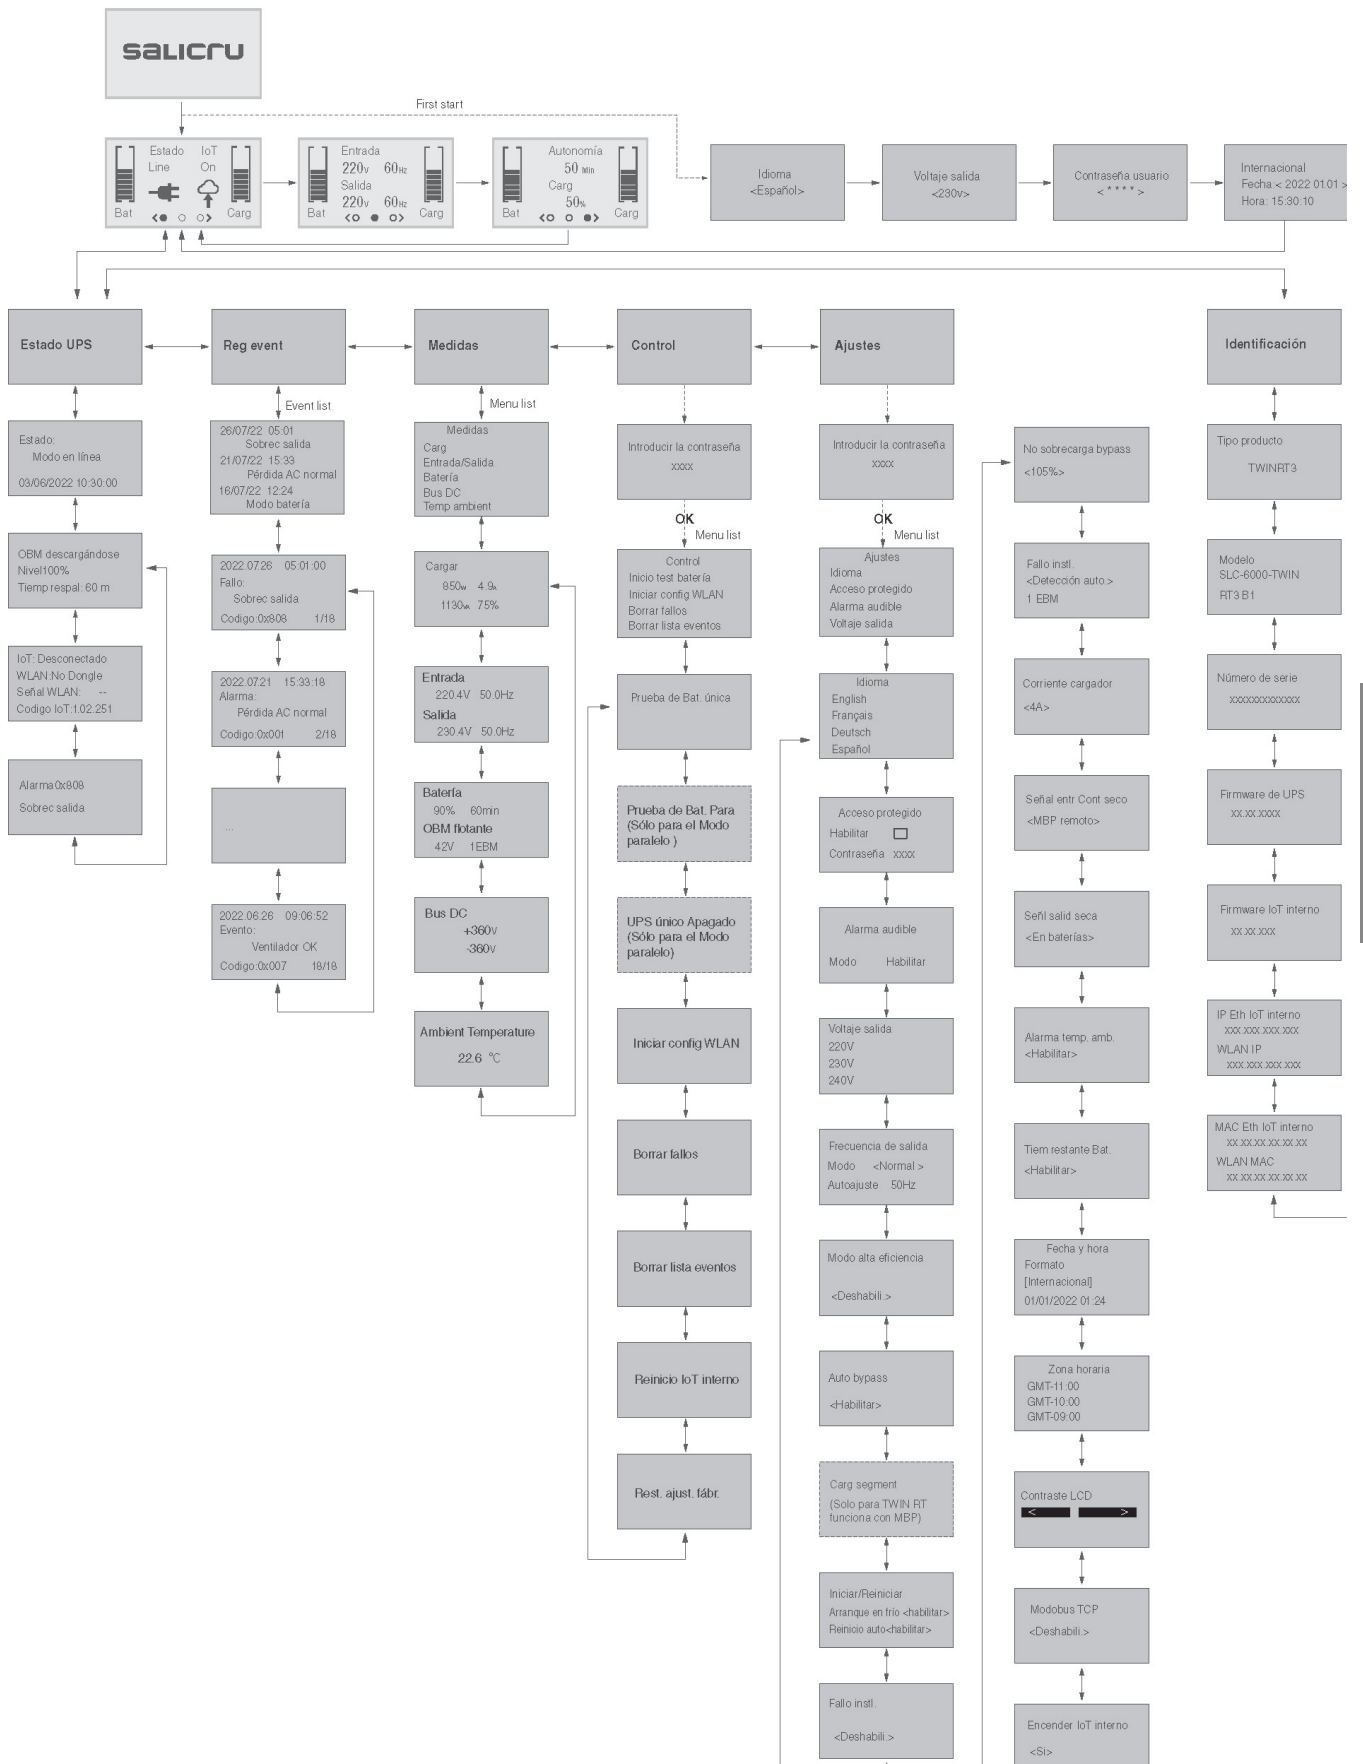 salicru
First start
Estado IoT
Line On
Bat Carg
Entrada
220v 60Hz
Salida
220v 60Hz
Bat Carg
Autonomía
50 Min
Carg
50%
Bat Carg
Idioma
<Español>
Voltaje salida
<230v>
Contraseña usuario
< * * * * >
Internacional
Fecha:< 2022 01.01 >
Hora: 15:30:10
Estado UPS
Reg event
Medidas
Control
Ajustes
Identificación
Estado:
Modo en línea
03/06/2022 10:30:00
OBM descargándose
Nivel100%
Tiemp respal: 60 m
IoT: Desconectado
WLAN:No Dongle
Señal WLAN: --
Codigo IoT:1.02.251
Alarma0x808
Sobrec salida
Event list
26/07/22 05:01
Sobrec salida
21/07/22 15:33
Pérdida AC normal
16/07/22 12:24
Modo batería
2022.07.26 05:01:00
Fallo:
Sobrec salida
Codigo:0x808 1/18
2022.07.21 15:33:18
Alarma:
Pérdida AC normal
Codigo:0x001 2/18
...
2022.06.26 09:06:52
Evento:
Ventilador OK
Codigo:0x007 18/18
Menu list
Medidas
Carg
Entrada/Salida
Batería
Bus DC
Temp ambient
Cargar
850w 4.9A
1130VA 75%
Entrada
220.4V 50.0Hz
Salida
230.4V 50.0Hz
Batería
90% 60min
OBM flotante
42V 1EBM
Bus DC
+360V
-360V
Ambient Temperature
22.6 °C
Introducir la contraseña
xxxx
OK
Menu list
Control
Inicio test batería
Iniciar config WLAN
Borrar fallos
Borrar lista eventos
Prueba de Bat. única
Prueba de Bat. Para
(Sólo para el Modo
paralelo )
UPS único Apagado
(Sólo para el Modo
paralelo)
Iniciar config WLAN
Borrar fallos
Borrar lista eventos
Reinicio IoT interno
Rest. ajust. fábr.
Introducir la contraseña
xxxx
OK
Menu list
Ajustes
Idioma
Acceso protegido
Alarma audible
Voltaje salida
Idioma
English
Français
Deutsch
Español
Acceso protegido
Habilitar
Contraseña xxxx
Alarma audible
Modo Habilitar
Voltaje salida
220V
230V
240V
Frecuencia de salida
Modo <Normal >
Autoajuste 50Hz
Modo alta eficiencia
<Deshabili.>
Auto bypass
<Habilitar>
Carg segment
(Solo para TWIN RT
funciona con MBP)
Iniciar/Reiniciar
Arranque en frío <habilitar>
Reinicio auto<habilitar>
Fallo instl.
<Deshabili.>
No sobrecarga bypass
<105%>
Fallo instl.
<Detección auto.>
1 EBM
Corriente cargador
<4A>
Señal entr Cont seco
<MBP remoto>
Señl salid seca
<En baterías>
Alarma temp. amb.
<Habilitar>
Tiem restante Bat.
<Habilitar>
Fecha y hora
Formato
[Internacional]
01/01/2022 01:24
Zona horaria
GMT-11:00
GMT-10:00
GMT-09:00
Contraste LCD
< >
Modobus TCP
<Deshabili.>
Encender IoT interno
<Si>
Tipo producto
TWINRT3
Modelo
SLC-6000-TWIN
RT3 B1
Número de serie
xxxxxxxxxxxxx
Firmware de UPS
xx.xx.xxxx
Firmware IoT interno
xx.xx.xxx
IP Eth IoT interno
xxx.xxx.xxx.xxx
WLAN IP
xxx.xxx.xxx.xxx
MAC Eth IoT interno
xx.xx.xx.xx.xx.xx
WLAN MAC
xx.xx.xx.xx.xx.xx